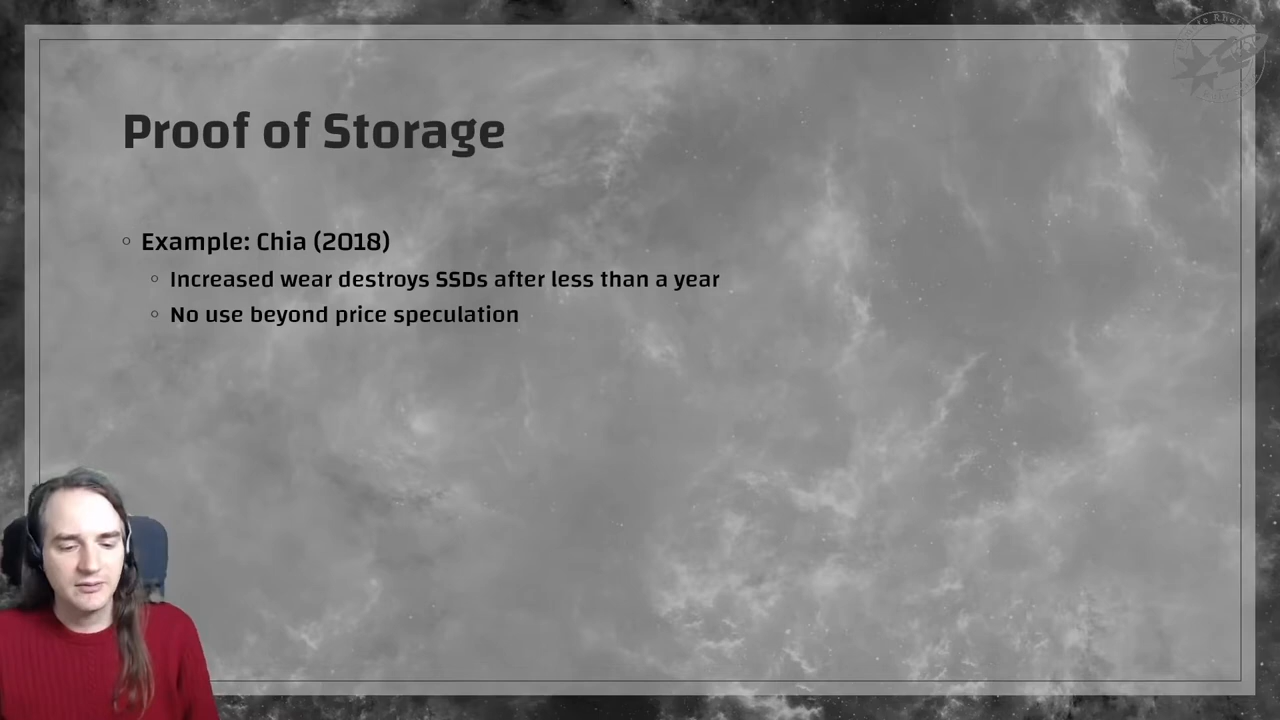 Proof of Storage
Example: Chia (2018)
Increased wear destroys SSDs after less than a year
No use beyond price speculation